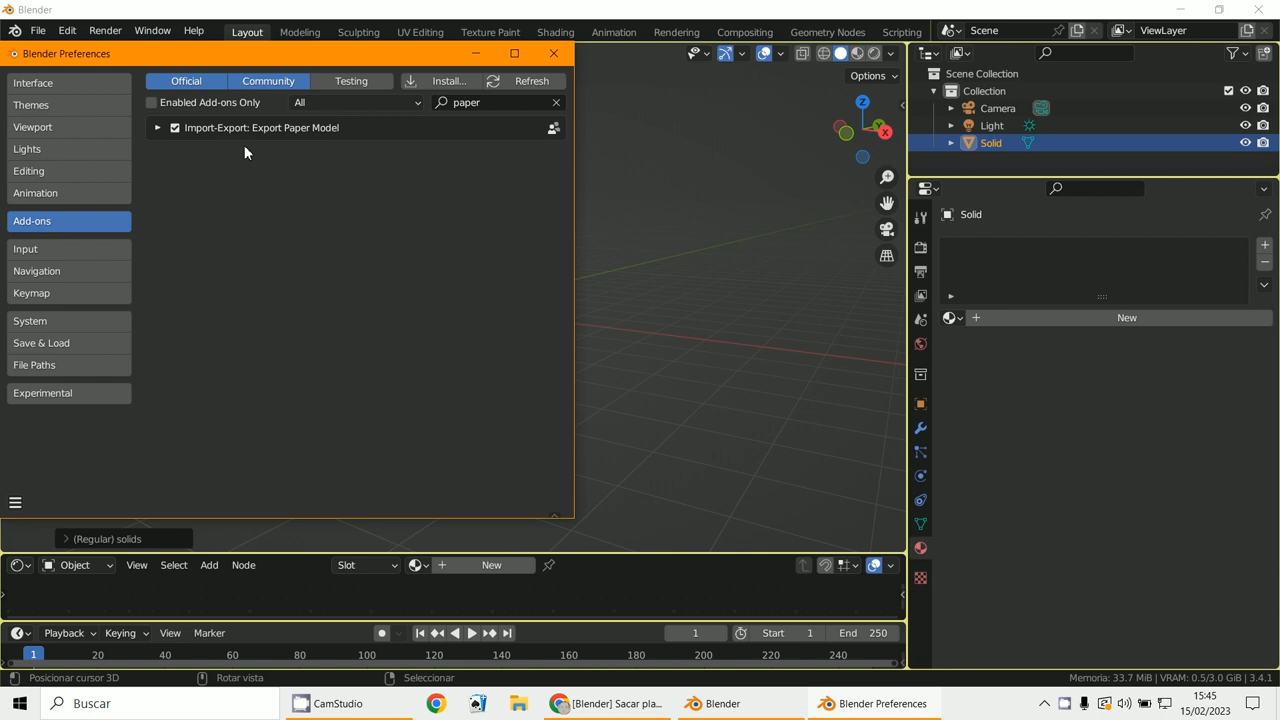 Blender
File Edit Render Window Help Layout Modeling Sculpting UV Editing Texture Paint Shading Animation Rendering Compositing Geometry Nodes Scripting Scene ViewLayer
Blender Preferences
Interface
Themes
Viewport
Lights
Editing
Animation
Add-ons
Input
Navigation
Keymap
System
Save & Load
File Paths
Experimental
Official Community Testing Install... Refresh
Enabled Add-ons Only All paper
Import-Export: Export Paper Model
Options
Z
Y
X
Scene Collection
Collection
Camera
Light
Solid
Solid
New
(Regular) solids
Object View Select Add Node Slot New
Playback Keying View Marker 1 Start 1 End 250
1 20 40 60 80 100 120 140 160 180 200 220 240
Posicionar cursor 3D Rotar vista Seleccionar Memoria: 33.7 MiB | VRAM: 0.5/3.0 GiB | 3.4.1
Buscar CamStudio [Blender] Sacar pla... Blender Blender Preferences
15:45
15/02/2023